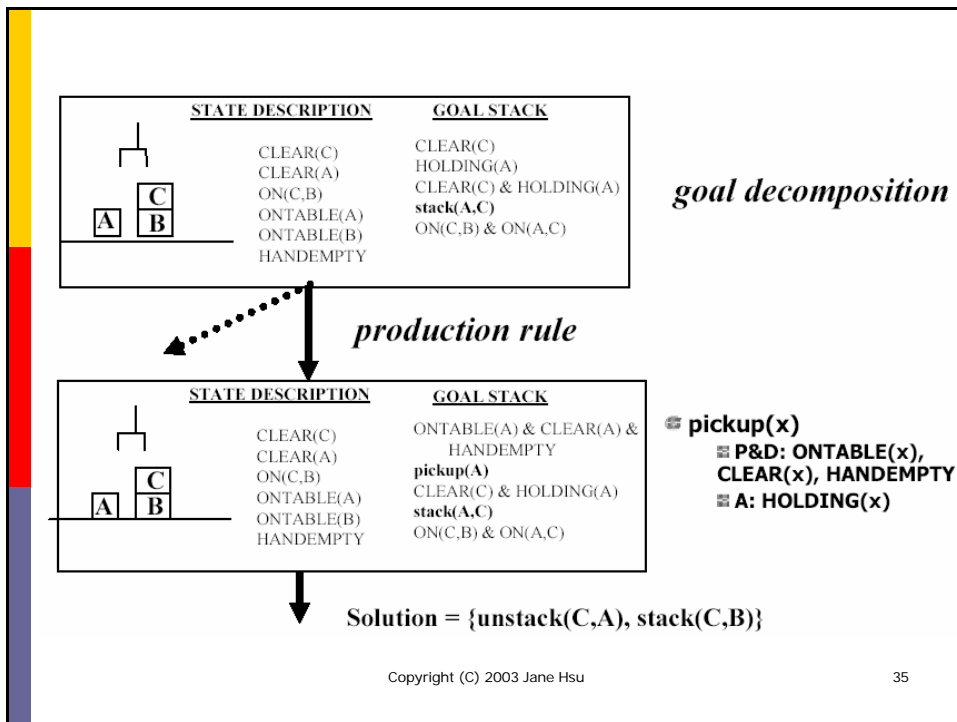 STATE DESCRIPTION
GOAL STACK
CLEAR(C)
CLEAR(A)
ON(C,B)
ONTABLE(A)
ONTABLE(B)
HANDEMPTY
CLEAR(C)
HOLDING(A)
CLEAR(C) & HOLDING(A)
stack(A,C)
ON(C,B) & ON(A,C)
C
A
B
goal decomposition
production rule
STATE DESCRIPTION
GOAL STACK
CLEAR(C)
CLEAR(A)
ON(C,B)
ONTABLE(A)
ONTABLE(B)
HANDEMPTY
ONTABLE(A) & CLEAR(A) &
HANDEMPTY
pickup(A)
CLEAR(C) & HOLDING(A)
stack(A,C)
ON(C,B) & ON(A,C)
C
A
B
pickup(x)
P&D: ONTABLE(x),
CLEAR(x), HANDEMPTY
A: HOLDING(x)
Solution = {unstack(C,A), stack(C,B)}
Copyright (C) 2003 Jane Hsu
35